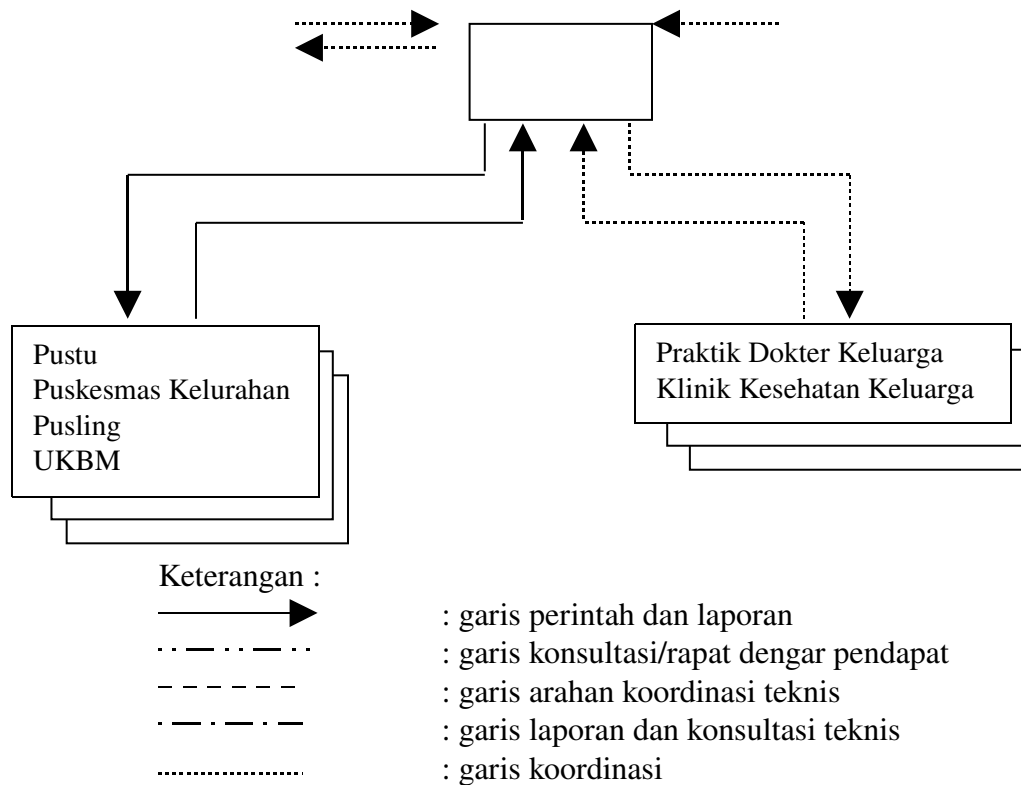 Pustu
Puskesmas Kelurahan
Pusling
UKBM
Praktik Dokter Keluarga
Klinik Kesehatan Keluarga
Keterangan :
: garis perintah dan laporan
: garis konsultasi/rapat dengar pendapat
: garis arahan koordinasi teknis
: garis laporan dan konsultasi teknis
: garis koordinasi